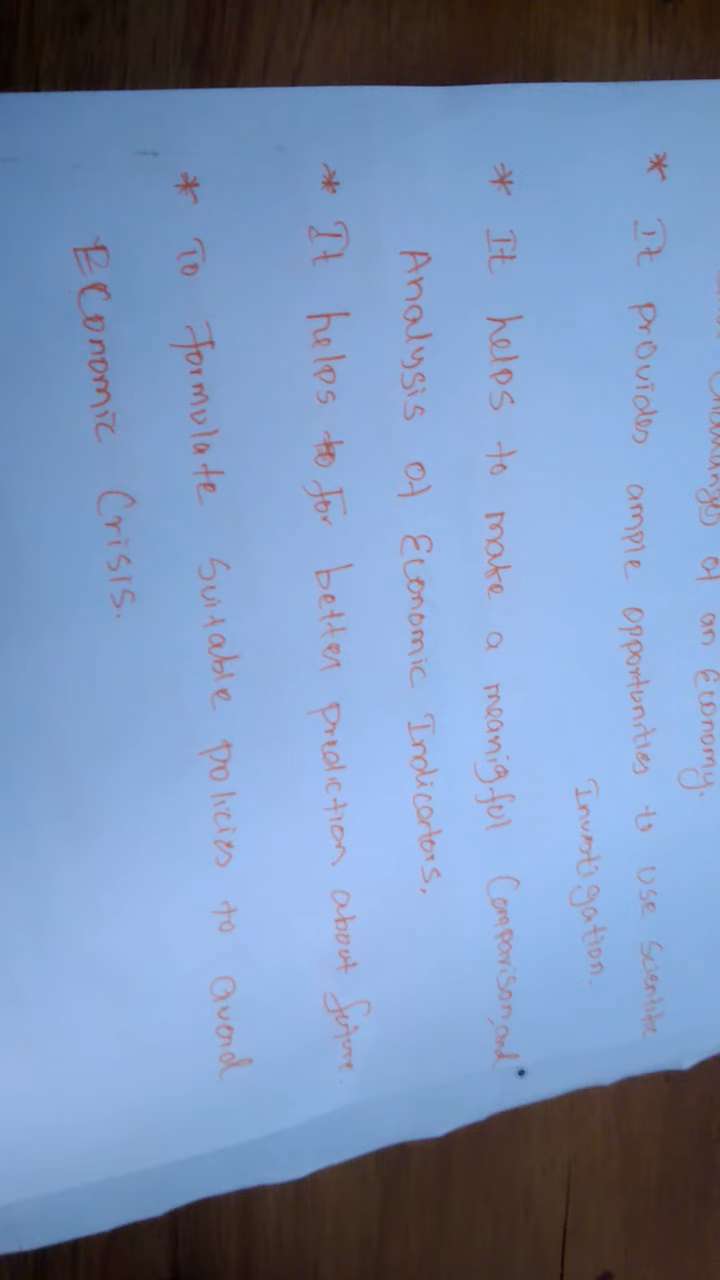 of an Economy.
* It provides ample opportunities to use Scientific
Investigation.
* It helps to make a meanigful Comparison and
Analysis of Economic Indicators.
* It helps to for better prediction about future.
* To formulate Suitable policies to avoid
Economic Crisis.